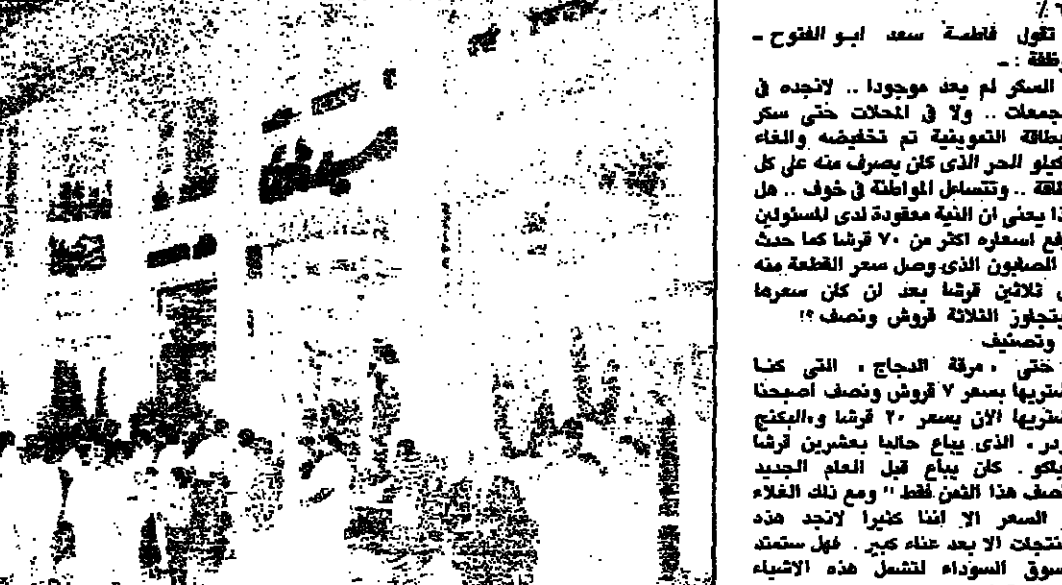 ٪
تقول فاطمة سعد ابو الفتوح -
ظفة : -
السكر لم يعد موجودا .. لانجده في
جمعات .. ولا في المحلات حتى سكر
طاقة التموينية تم تخفيضه والغاء
كيلو الحر الذى كان يصرف منه على كل
اقة .. وتتساءل المواطنة في خوف .. هل
ذا يعنى ان النية معقودة لدى المسئولين
فع اسعاره اكثر من ٧٠ قرشا كما حدث
الصابون الذى وصل سعر القطعة منه
ثلاثين قرشا بعد ان كان سعرها
يتجاوز الثلاثة قروش ونصف ؟!
وتصنيف
حتى « مرقة الدجاج » التى كنا
شتريها بسعر ٧ قروش ونصف اصبحنا
شتريها الان بسعر ٢٠ قرشا و«البكنج
در» الذى يباع حاليا بعشرين قرشا
باكو . كان يباع قبل العام الجديد
صف هذا الثمن فقط !! ومع ذلك الغلاء
السعر الا اننا كثيرا لانجد هذه
نتجات الا بعد عناء كبير . فهل ستمتد
سوق السوداء لتشمل هذه الاشياء